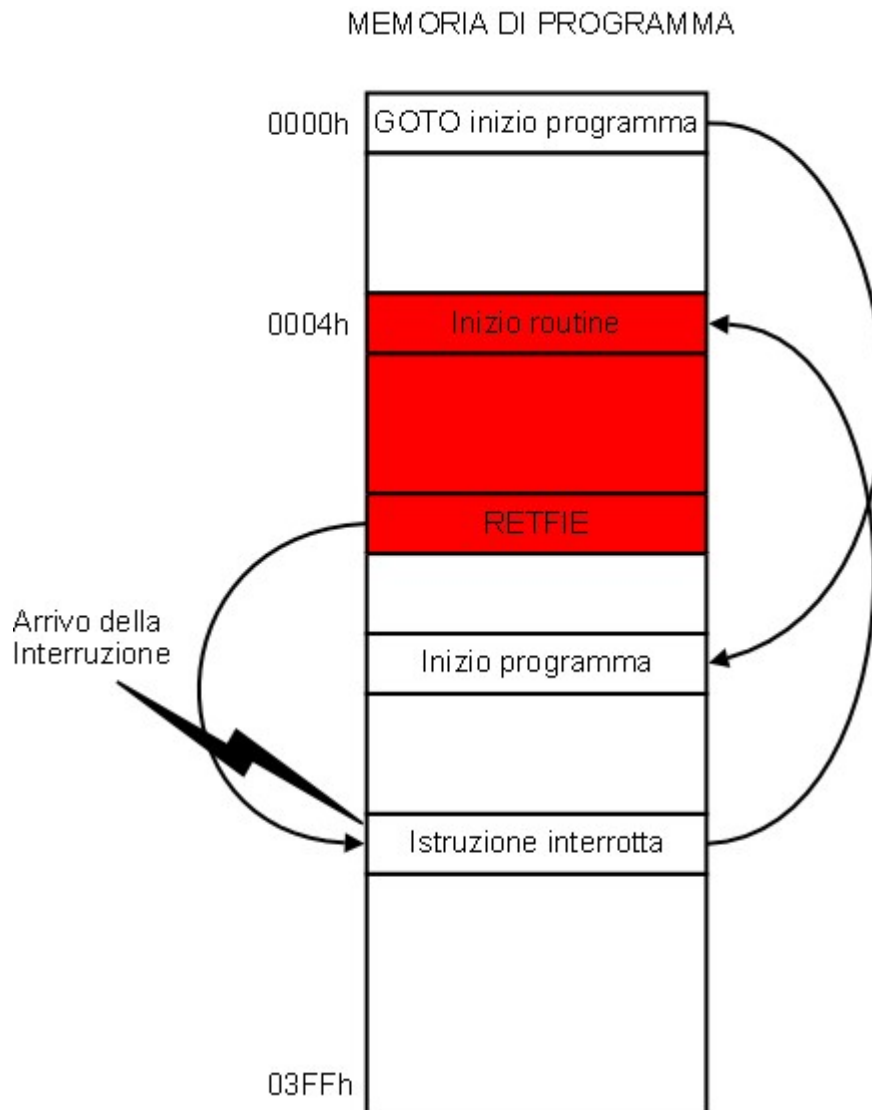 MEMORIA DI PROGRAMMA
0000h
GOTO inizio programma
0004h
Inizio routine
RETFIE
Arrivo della
Interruzione
Inizio programma
Istruzione interrotta
03FFh